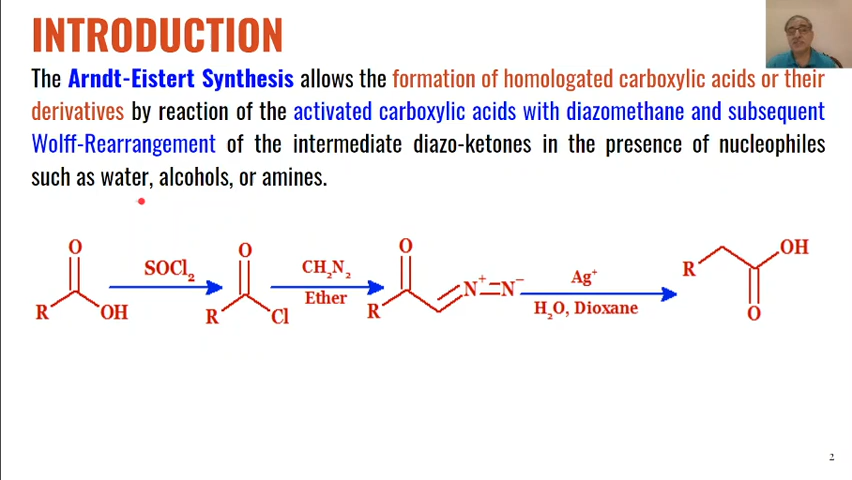 INTRODUCTION
The Arndt-Eistert Synthesis allows the formation of homologated carboxylic acids or their
derivatives by reaction of the activated carboxylic acids with diazomethane and subsequent
Wolff-Rearrangement of the intermediate diazo-ketones in the presence of nucleophiles
such as water, alcohols, or amines.
O
R
OH
SOCl₂
O
R
Cl
CH₂N₂
Ether
O
R
N⁺=N⁻
Ag⁺
H₂O, Dioxane
R
OH
O
2